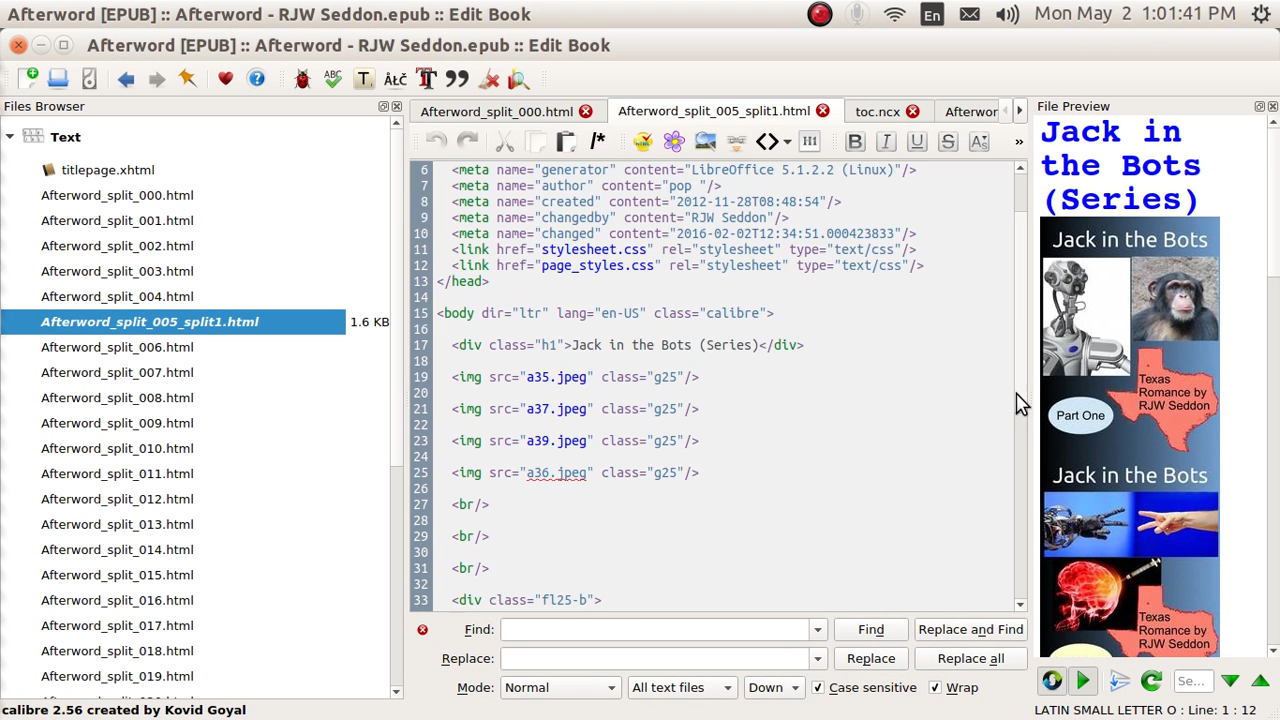 Afterword [EPUB] :: Afterword - RJW Seddon.epub :: Edit Book
En
Mon May 2 1:01:41 PM
Afterword [EPUB] :: Afterword - RJW Seddon.epub :: Edit Book
Files Browser
Text
titlepage.xhtml
Afterword_split_000.html
Afterword_split_001.html
Afterword_split_002.html
Afterword_split_003.html
Afterword_split_004.html
Afterword_split_005_split1.html 1.6 KB
Afterword_split_006.html
Afterword_split_007.html
Afterword_split_008.html
Afterword_split_009.html
Afterword_split_010.html
Afterword_split_011.html
Afterword_split_012.html
Afterword_split_013.html
Afterword_split_014.html
Afterword_split_015.html
Afterword_split_016.html
Afterword_split_017.html
Afterword_split_018.html
Afterword_split_019.html
Afterword_split_000.html
Afterword_split_005_split1.html
toc.ncx
Afterwor
6 <meta name="generator" content="LibreOffice 5.1.2.2 (Linux)"/>
7 <meta name="author" content="pop "/>
8 <meta name="created" content="2012-11-28T08:48:54"/>
9 <meta name="changedby" content="RJW Seddon"/>
10 <meta name="changed" content="2016-02-02T12:34:51.000423833"/>
11 <link href="stylesheet.css" rel="stylesheet" type="text/css"/>
12 <link href="page_styles.css" rel="stylesheet" type="text/css"/>
13 </head>
14
15 <body dir="ltr" lang="en-US" class="calibre">
16
17 <div class="h1">Jack in the Bots (Series)</div>
18
19 <img src="a35.jpeg" class="g25"/>
20
21 <img src="a37.jpeg" class="g25"/>
22
23 <img src="a39.jpeg" class="g25"/>
24
25 <img src="a36.jpeg" class="g25"/>
26
27 <br/>
28
29 <br/>
30
31 <br/>
32
33 <div class="fl25-b">
Find:
Find
Replace and Find
Replace:
Replace
Replace all
Mode:
Normal
All text files
Down
Case sensitive
Wrap
File Preview
Jack in
the Bots
(Series)
Jack in the Bots
Texas
Romance by
RJW Seddon
Part One
Jack in the Bots
Texas
Romance by
RJW Seddon
Se...
calibre 2.56 created by Kovid Goyal
LATIN SMALL LETTER O : Line: 1 : 12